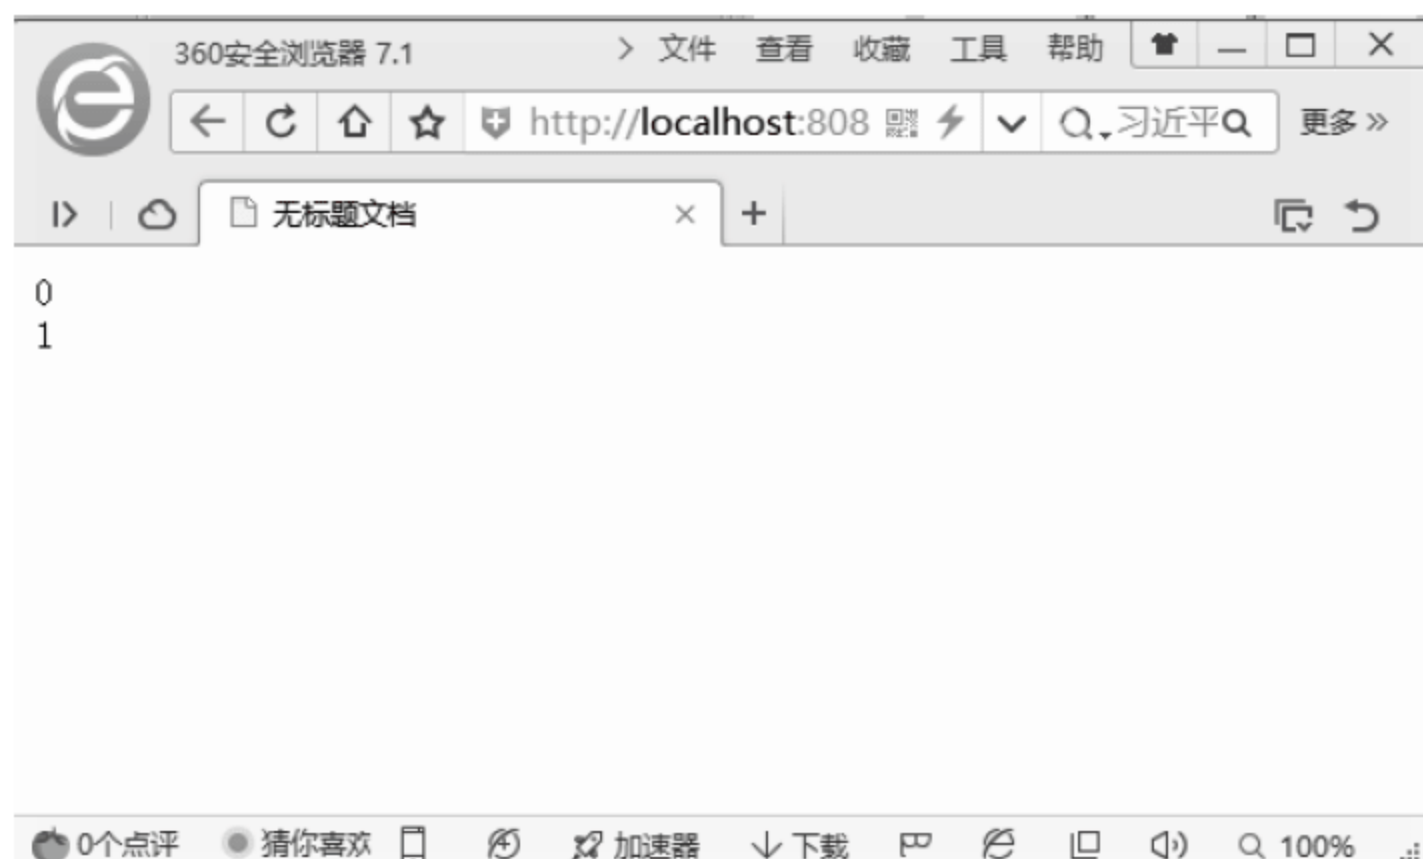 360安全浏览器 7.1 > 文件 查看 收藏 工具 帮助
http://localhost:808 习近平 更多 »
无标题文档
0
1
0个点评 猜你喜欢 加速器 下载 100%